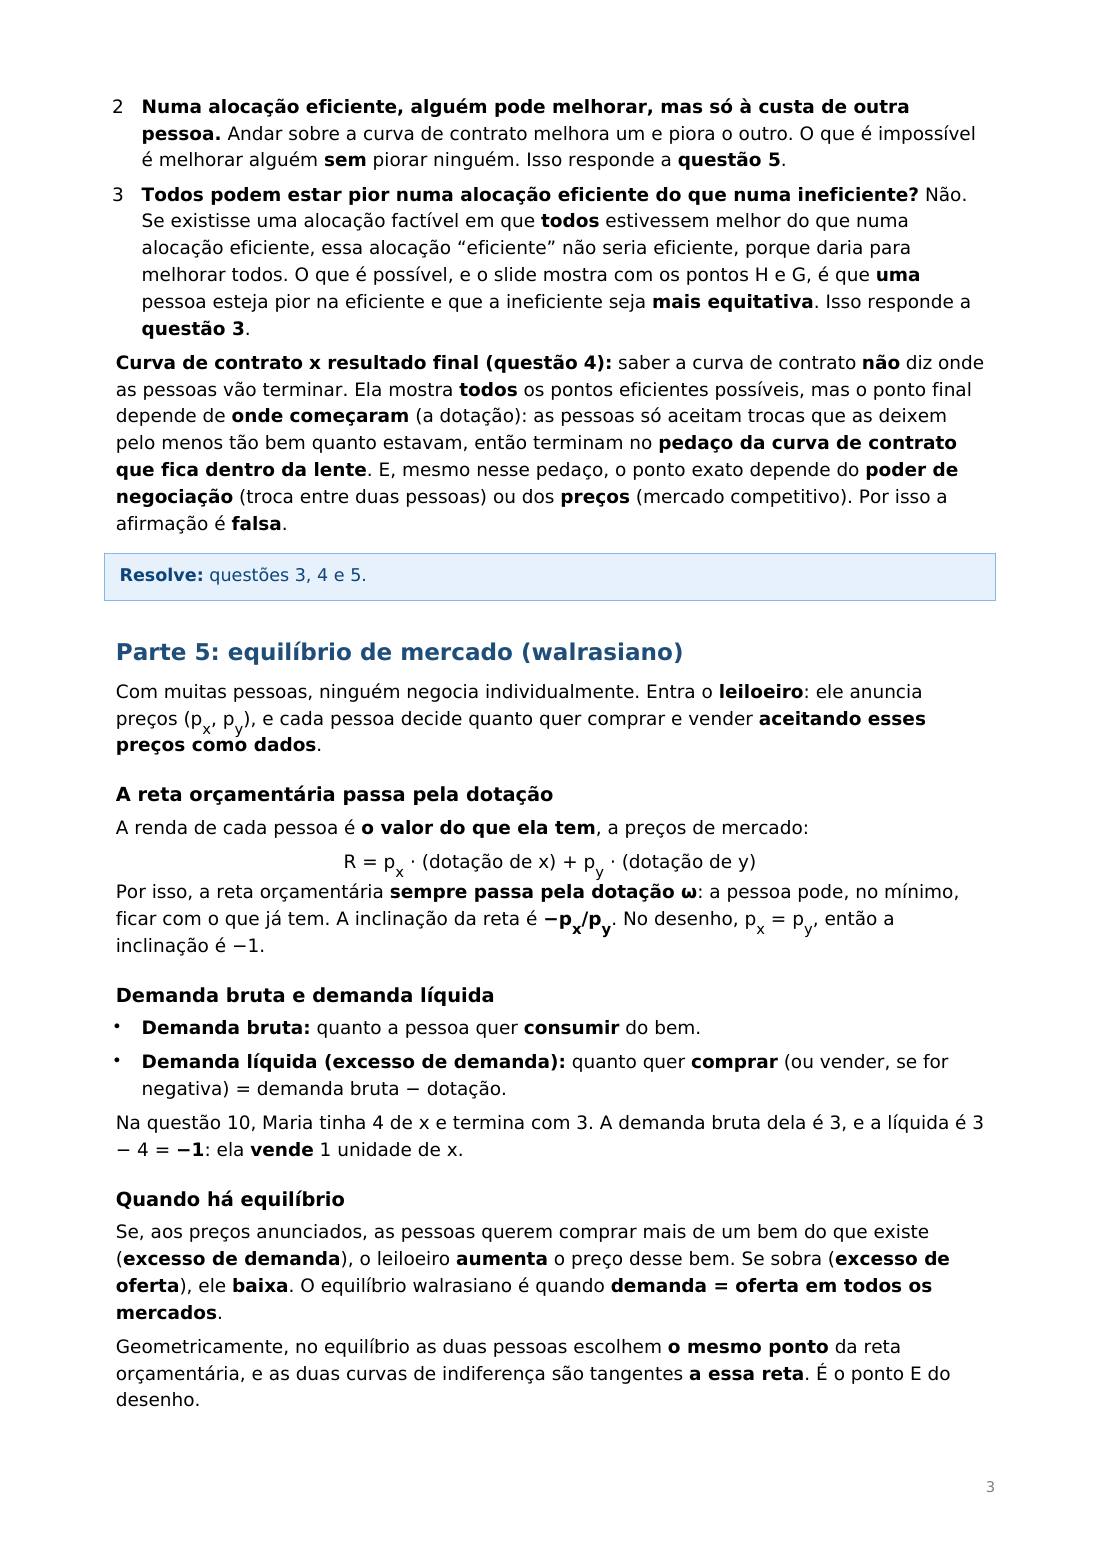 2 Numa alocação eficiente, alguém pode melhorar, mas só à custa de outra
pessoa. Andar sobre a curva de contrato melhora um e piora o outro. O que é impossível
é melhorar alguém sem piorar ninguém. Isso responde a questão 5.
3 Todos podem estar pior numa alocação eficiente do que numa ineficiente? Não.
Se existisse uma alocação factível em que todos estivessem melhor do que numa
alocação eficiente, essa alocação “eficiente” não seria eficiente, porque daria para
melhorar todos. O que é possível, e o slide mostra com os pontos H e G, é que uma
pessoa esteja pior na eficiente e que a ineficiente seja mais equitativa. Isso responde a
questão 3.
Curva de contrato x resultado final (questão 4): saber a curva de contrato não diz onde
as pessoas vão terminar. Ela mostra todos os pontos eficientes possíveis, mas o ponto final
depende de onde começaram (a dotação): as pessoas só aceitam trocas que as deixem
pelo menos tão bem quanto estavam, então terminam no pedaço da curva de contrato
que fica dentro da lente. E, mesmo nesse pedaço, o ponto exato depende do poder de
negociação (troca entre duas pessoas) ou dos preços (mercado competitivo). Por isso a
afirmação é falsa.
Resolve: questões 3, 4 e 5.
Parte 5: equilíbrio de mercado (walrasiano)
Com muitas pessoas, ninguém negocia individualmente. Entra o leiloeiro: ele anuncia
preços (px, py), e cada pessoa decide quanto quer comprar e vender aceitando esses
preços como dados.
A reta orçamentária passa pela dotação
A renda de cada pessoa é o valor do que ela tem, a preços de mercado:
R = px · (dotação de x) + py · (dotação de y)
Por isso, a reta orçamentária sempre passa pela dotação ω: a pessoa pode, no mínimo,
ficar com o que já tem. A inclinação da reta é −px/py. No desenho, px = py, então a
inclinação é −1.
Demanda bruta e demanda líquida
• Demanda bruta: quanto a pessoa quer consumir do bem.
• Demanda líquida (excesso de demanda): quanto quer comprar (ou vender, se for
negativa) = demanda bruta − dotação.
Na questão 10, Maria tinha 4 de x e termina com 3. A demanda bruta dela é 3, e a líquida é 3
− 4 = −1: ela vende 1 unidade de x.
Quando há equilíbrio
Se, aos preços anunciados, as pessoas querem comprar mais de um bem do que existe
(excesso de demanda), o leiloeiro aumenta o preço desse bem. Se sobra (excesso de
oferta), ele baixa. O equilíbrio walrasiano é quando demanda = oferta em todos os
mercados.
Geometricamente, no equilíbrio as duas pessoas escolhem o mesmo ponto da reta
orçamentária, e as duas curvas de indiferença são tangentes a essa reta. É o ponto E do
desenho.
3